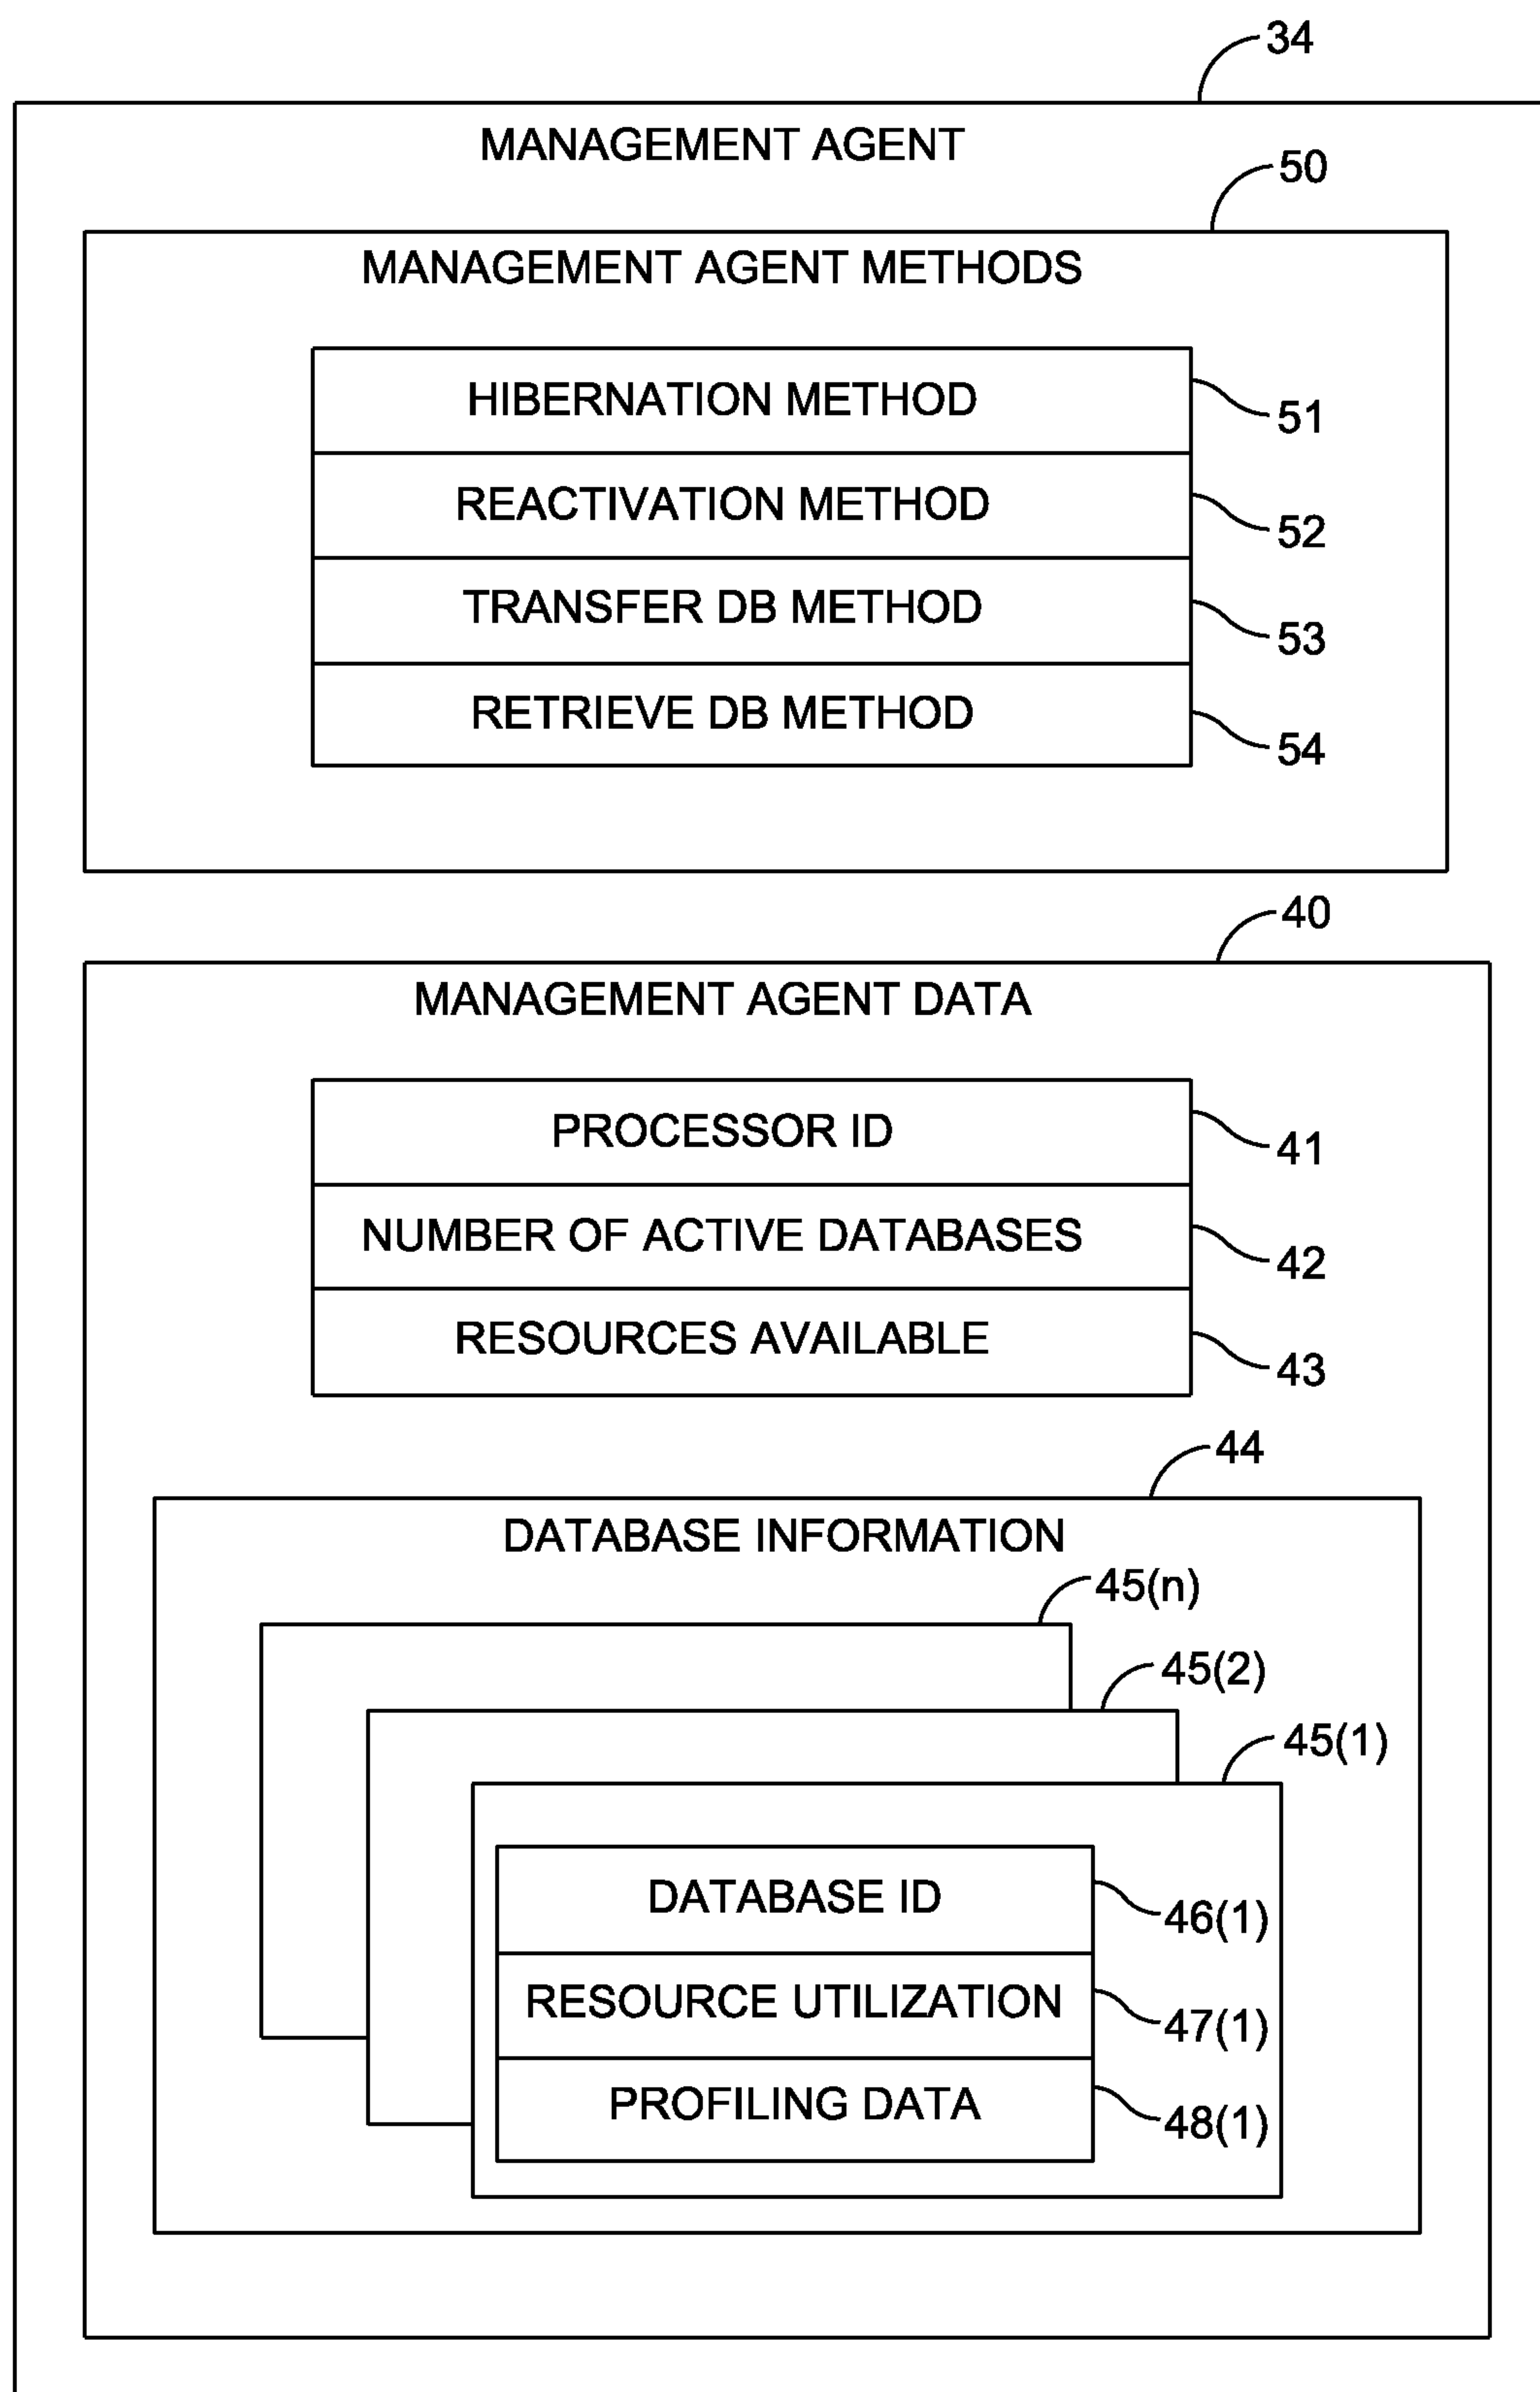 34
MANAGEMENT AGENT
50
MANAGEMENT AGENT METHODS
HIBERNATION METHOD
51
REACTIVATION METHOD
52
TRANSFER DB METHOD
53
RETRIEVE DB METHOD
54
40
MANAGEMENT AGENT DATA
PROCESSOR ID
41
NUMBER OF ACTIVE DATABASES
42
RESOURCES AVAILABLE
43
44
DATABASE INFORMATION
45(n)
45(2)
45(1)
DATABASE ID
46(1)
RESOURCE UTILIZATION
47(1)
PROFILING DATA
48(1)